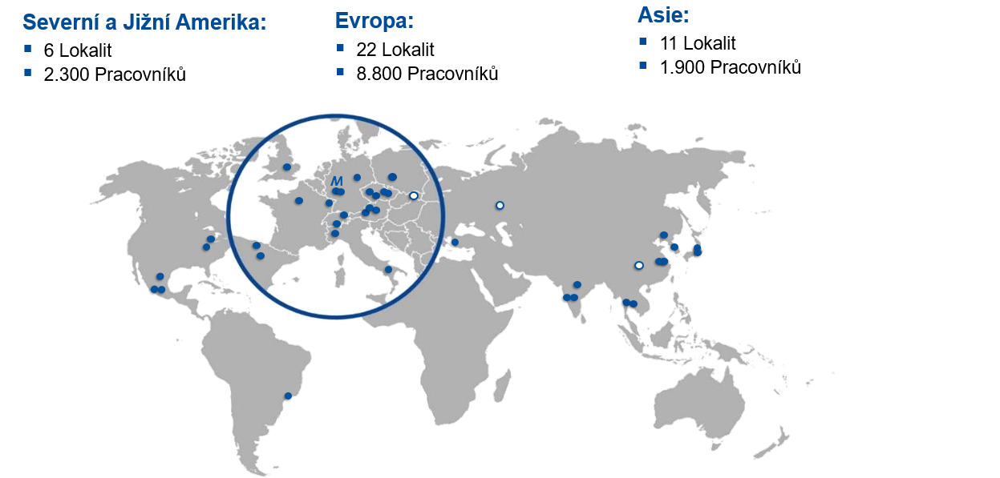 Severní a Jižní Amerika:
▪ 6 Lokalit
▪ 2.300 Pracovníků
Evropa:
▪ 22 Lokalit
▪ 8.800 Pracovníků
Asie:
▪ 11 Lokalit
▪ 1.900 Pracovníků
M